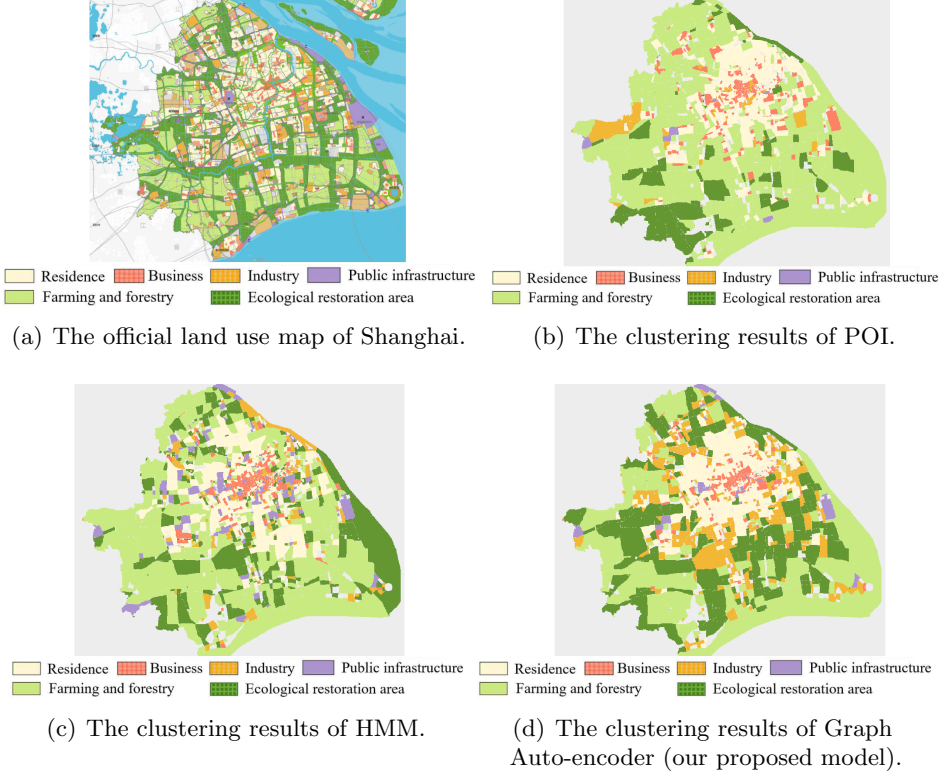 Residence Business Industry Public infrastructure
Farming and forestry Ecological restoration area
(a) The official land use map of Shanghai.
Residence Business Industry Public infrastructure
Farming and forestry Ecological restoration area
(b) The clustering results of POI.
Residence Business Industry Public infrastructure
Farming and forestry Ecological restoration area
(c) The clustering results of HMM.
Residence Business Industry Public infrastructure
Farming and forestry Ecological restoration area
(d) The clustering results of Graph
Auto-encoder (our proposed model).